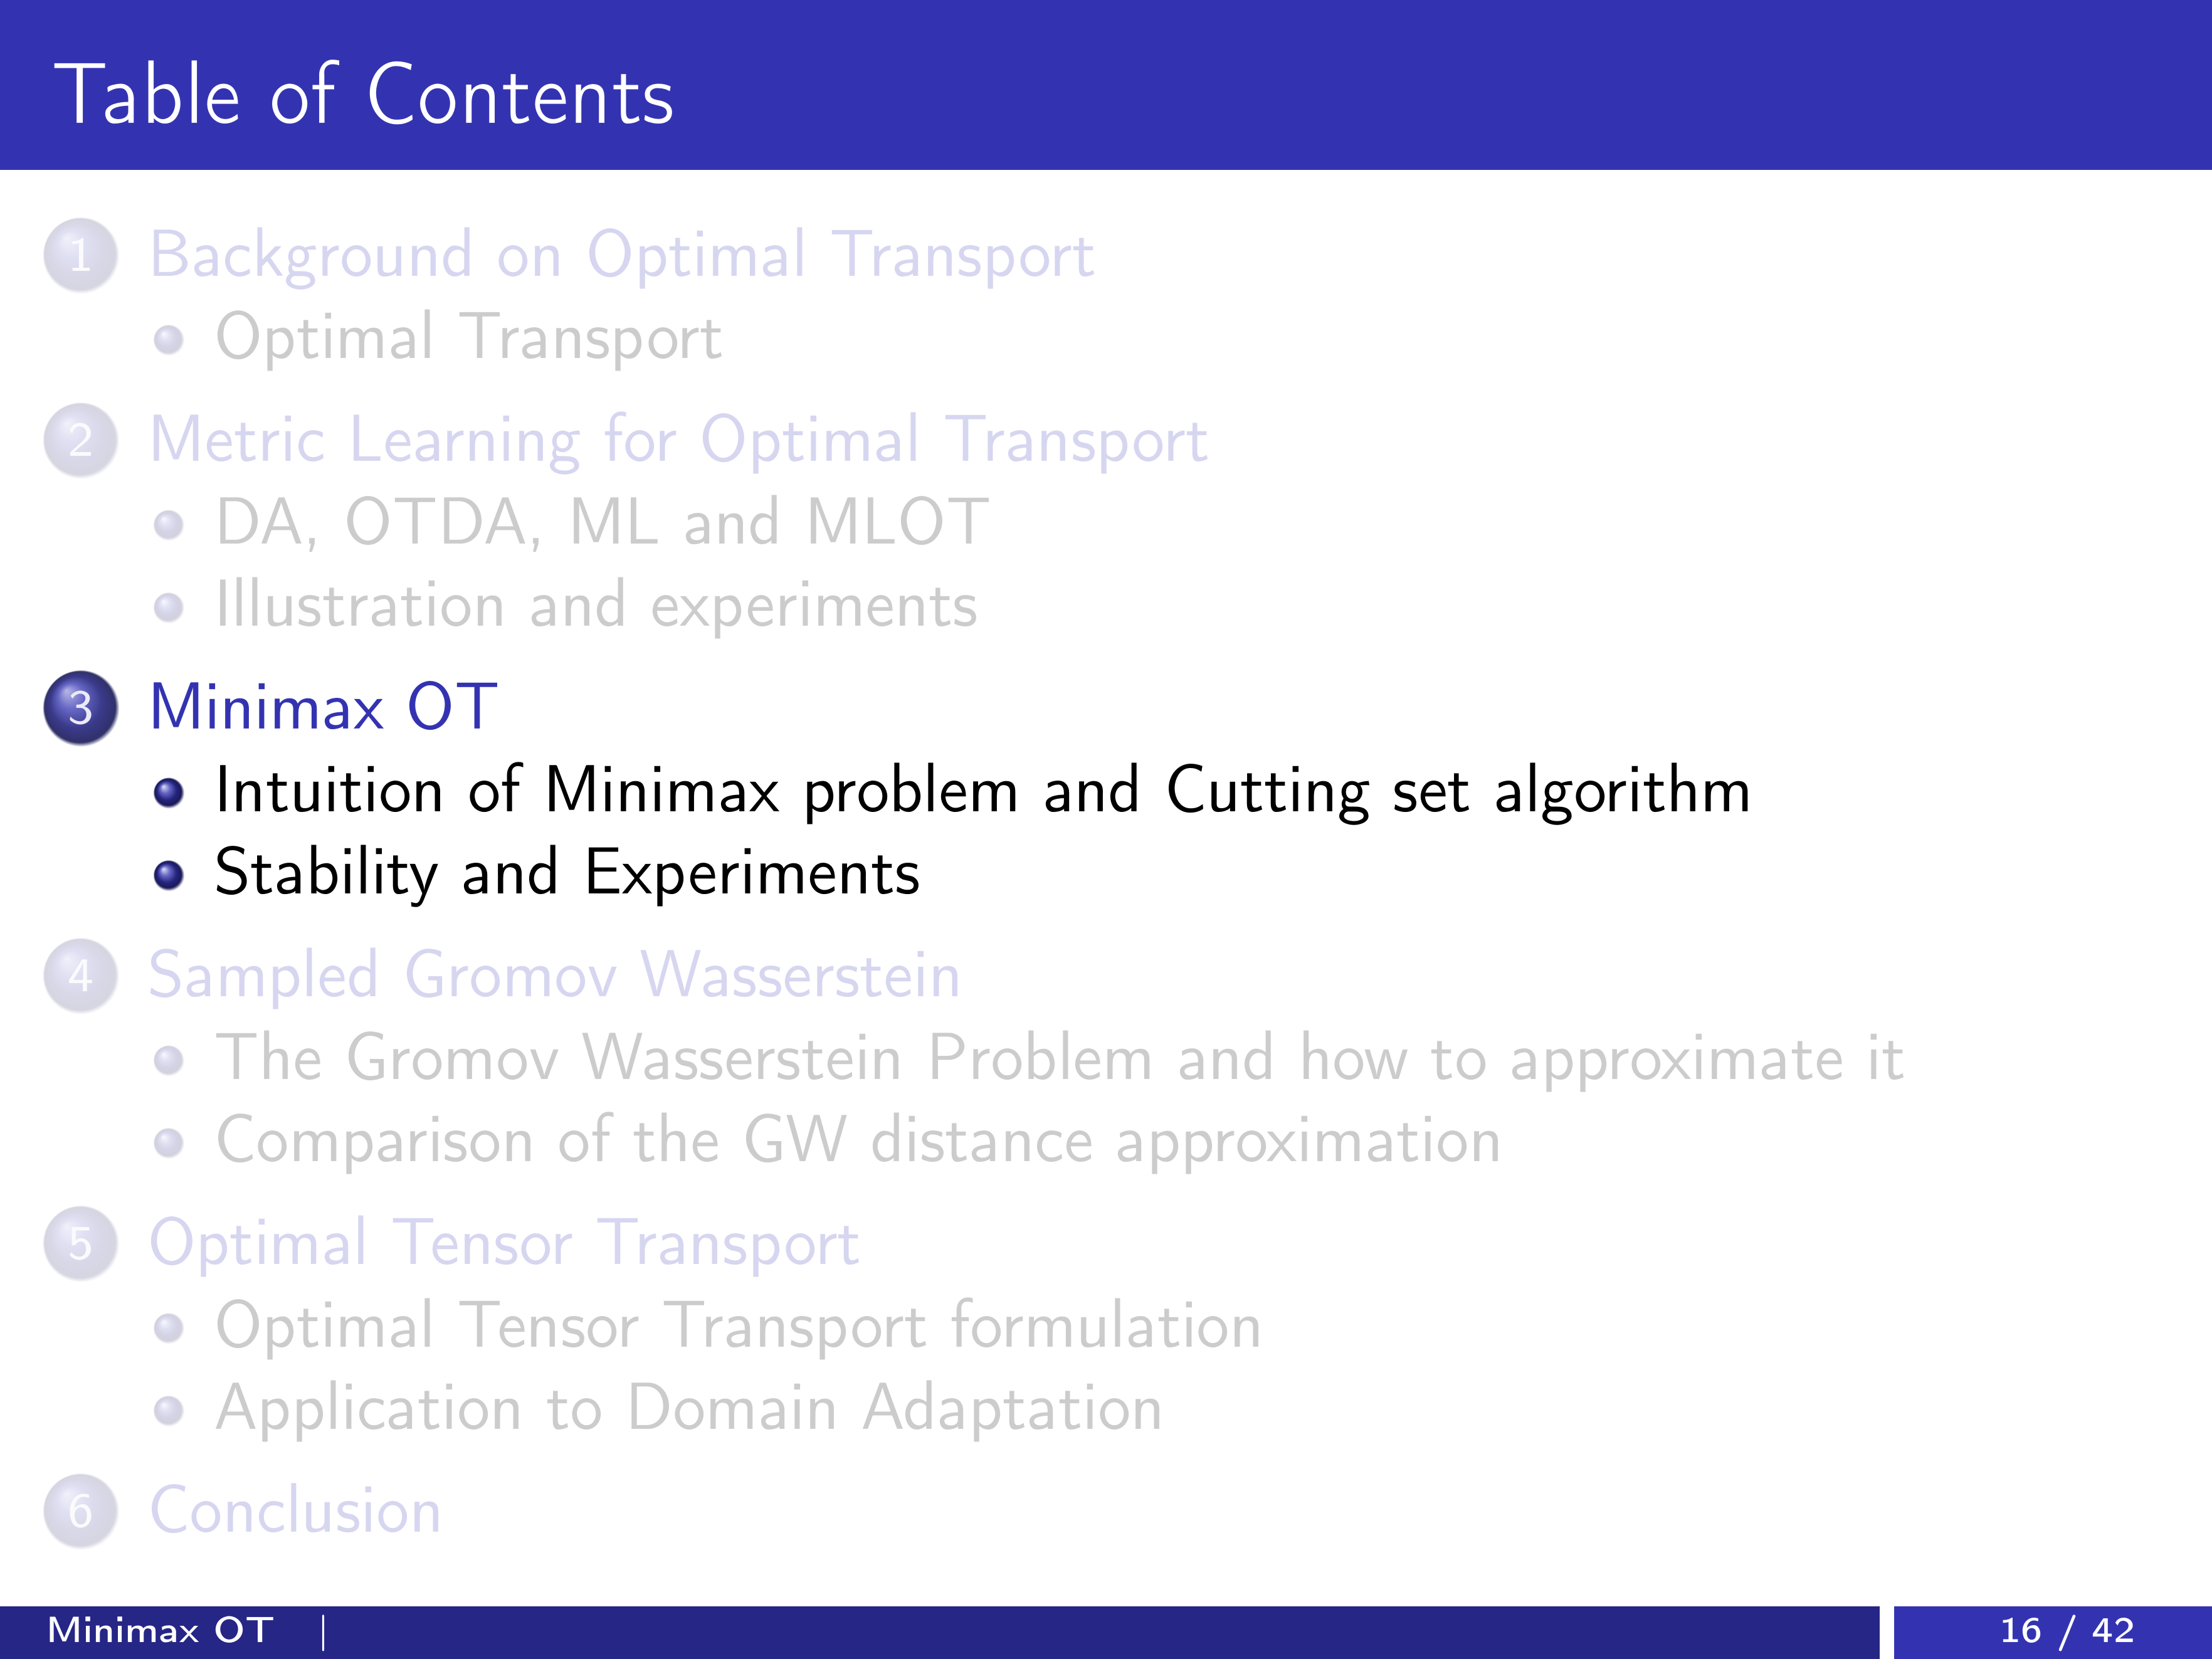 Table of Contents
1 Background on Optimal Transport
Optimal Transport
2 Metric Learning for Optimal Transport
DA, OTDA, ML and MLOT
Illustration and experiments
3 Minimax OT
Intuition of Minimax problem and Cutting set algorithm
Stability and Experiments
4 Sampled Gromov Wasserstein
The Gromov Wasserstein Problem and how to approximate it
Comparison of the GW distance approximation
5 Optimal Tensor Transport
Optimal Tensor Transport formulation
Application to Domain Adaptation
6 Conclusion
Minimax OT | 16 / 42